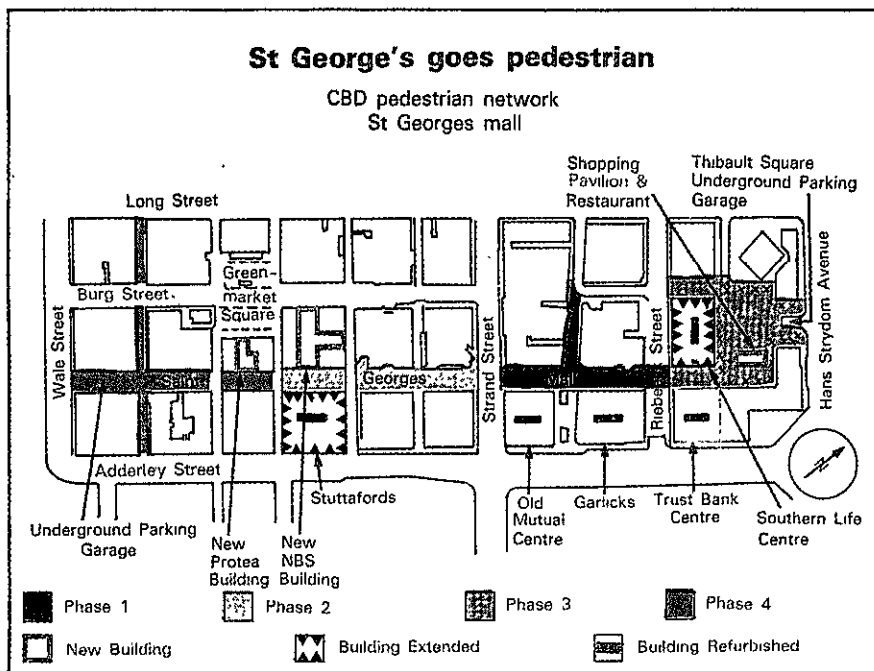 St George's goes pedestrian
CBD pedestrian network
St Georges mall
Shopping
Pavilion &
Restaurant
Thibault Square
Underground Parking
Garage
Long Street
Green-
market
Square
Burg Street
Wale Street
Saint
Georges
Mall
Strand Street
Riebe
Street
Hans Strydom Avenue
Adderley Street
Stuttafords
Underground Parking
Garage
New
Protea
Building
New
NBS
Building
Old
Mutual
Centre
Garlicks
Trust Bank
Centre
Southern Life
Centre
N
Phase 1
Phase 2
Phase 3
Phase 4
New Building
Building Extended
Building Refurbished